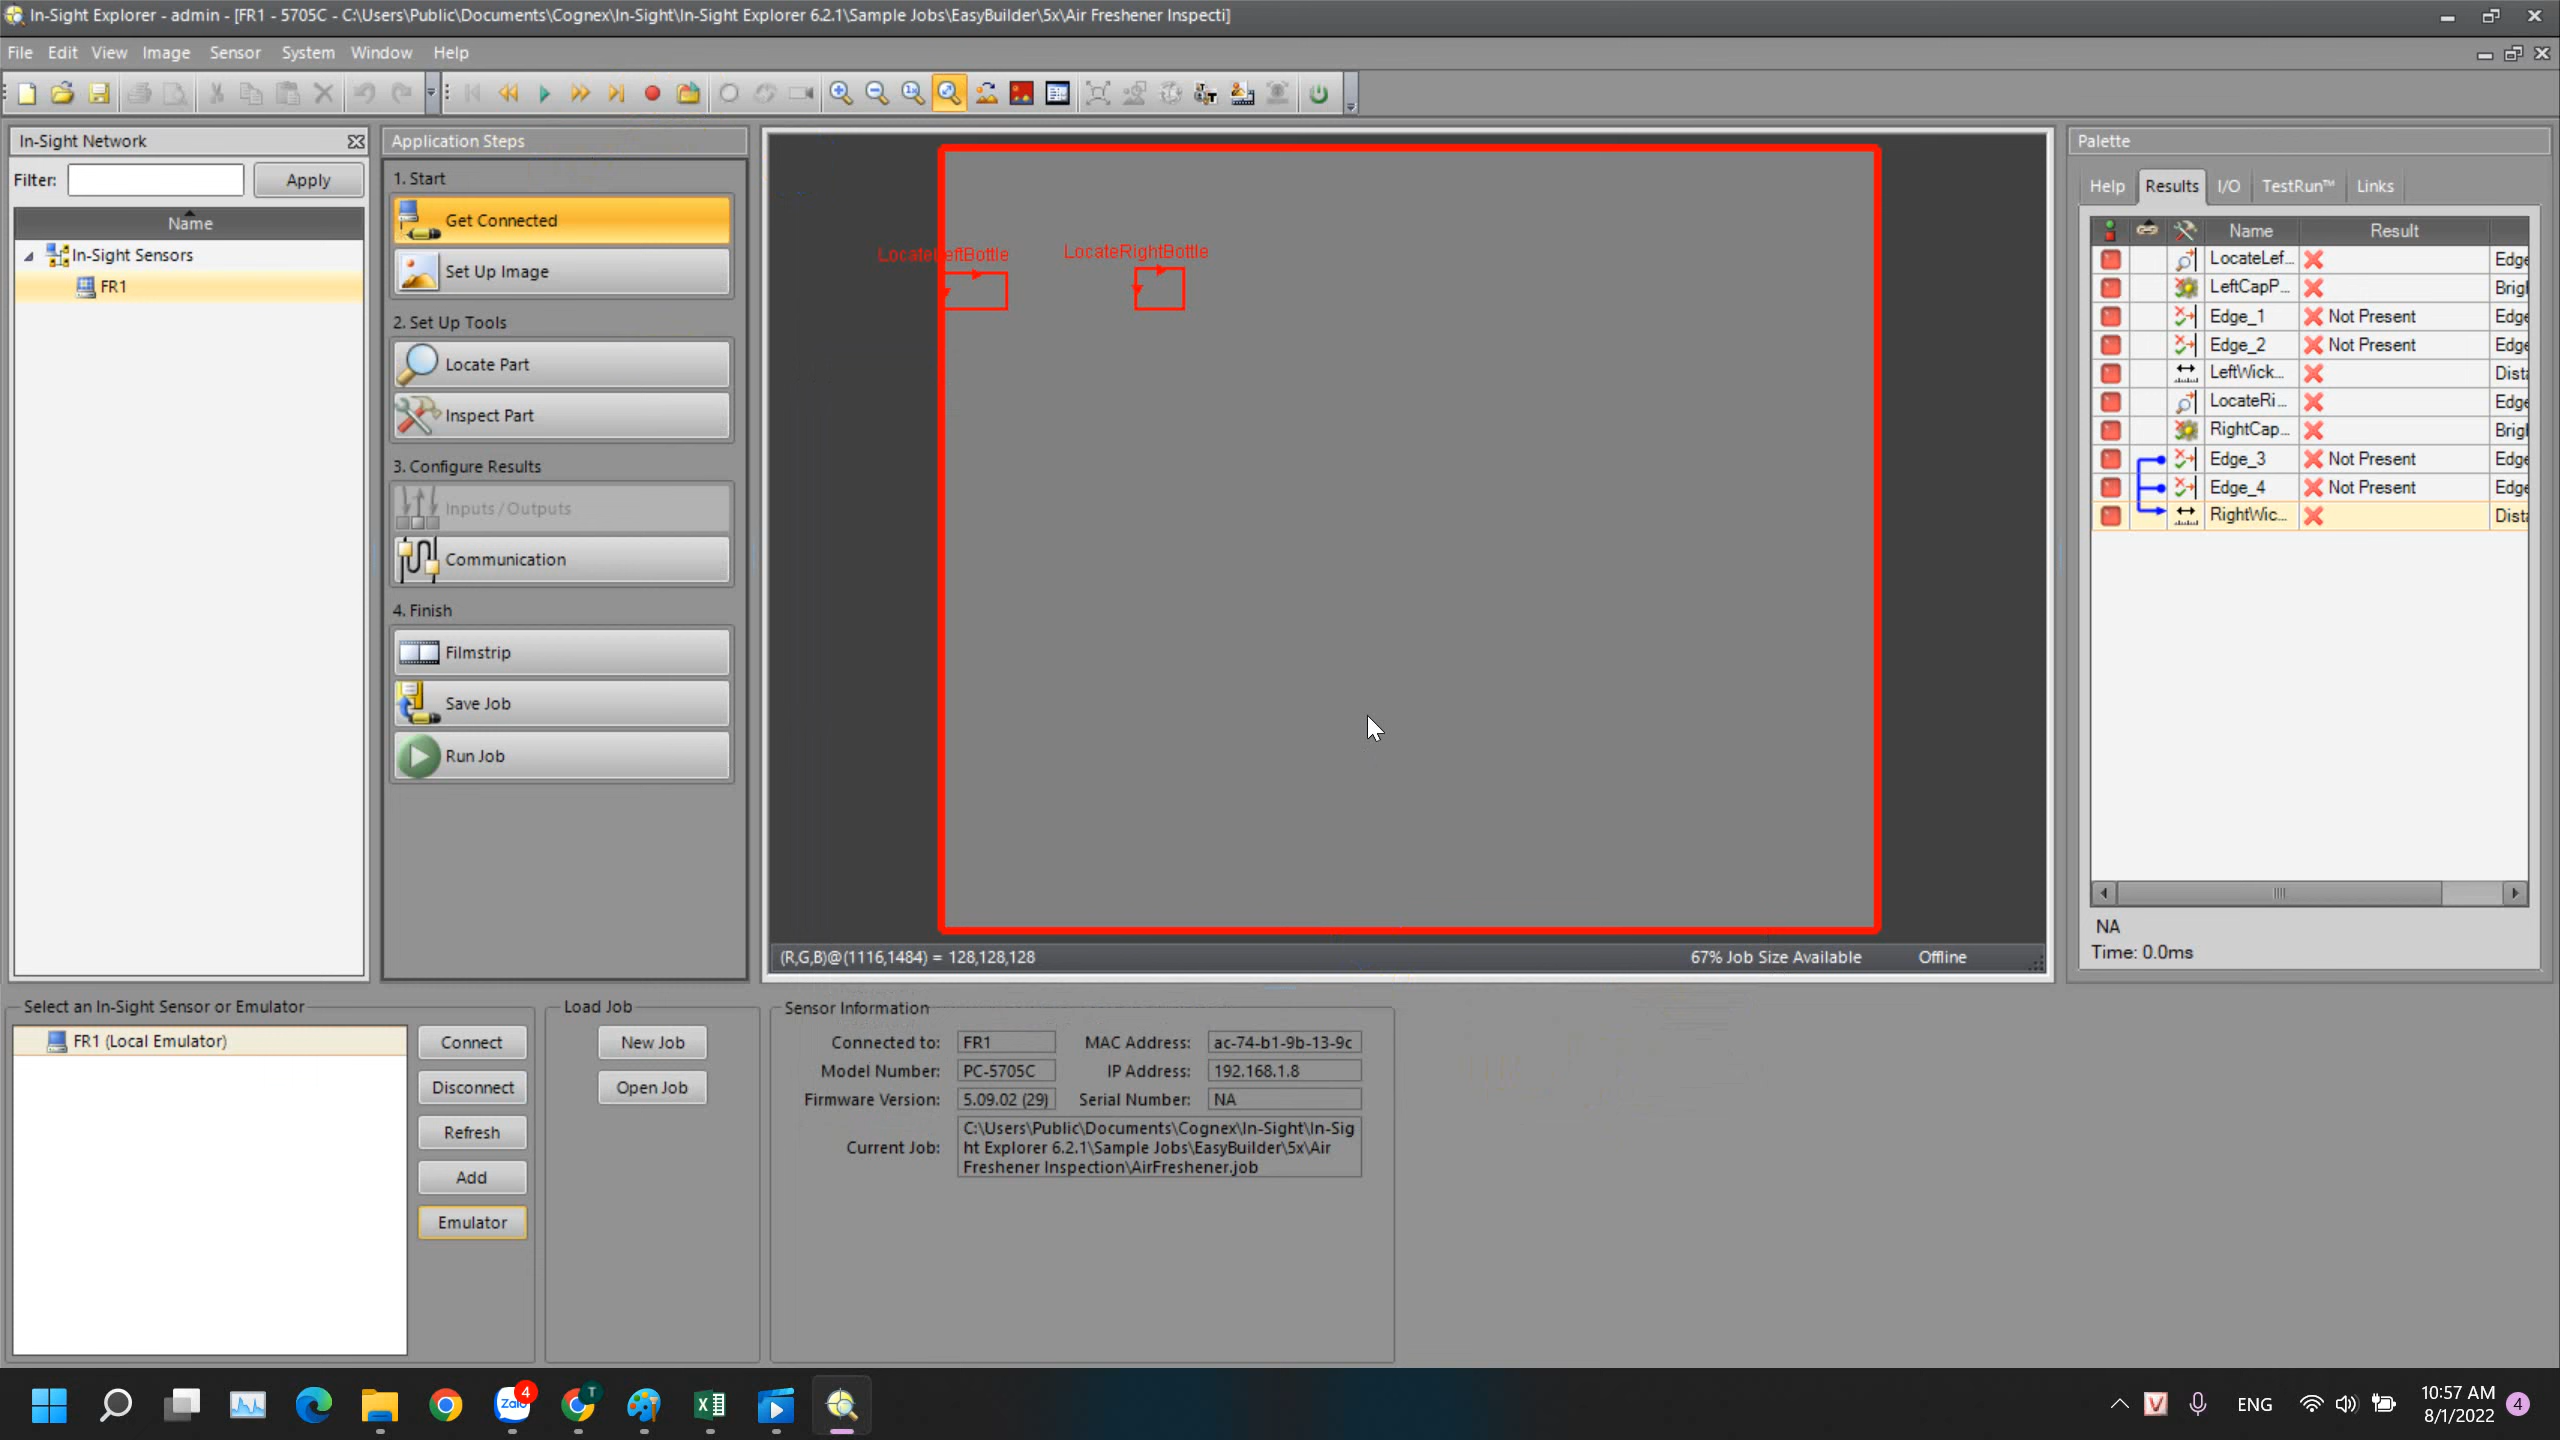 In-Sight Explorer - admin - [FR1 - 5705C - C:\Users\Public\Documents\Cognex\In-Sight\In-Sight Explorer 6.2.1\Sample Jobs\EasyBuilder\5x\Air Freshener Inspecti]
File Edit View Image Sensor System Window Help
In-Sight Network
Filter:
Apply
Name
In-Sight Sensors
FR1
Application Steps
1. Start
Get Connected
Set Up Image
2. Set Up Tools
Locate Part
Inspect Part
3. Configure Results
Inputs / Outputs
Communication
4. Finish
Filmstrip
Save Job
Run Job
LocateLeftBottle
LocateRightBottle
(R,G,B)@(1116,1484) = 128,128,128
67% Job Size Available
Offline
Palette
Help Results I/O TestRun™ Links
Name Result
LocateLef... Edge
LeftCapP... Brigl
Edge_1 Not Present Edge
Edge_2 Not Present Edge
LeftWick... Dista
LocateRi... Edge
RightCap... Brigl
Edge_3 Not Present Edge
Edge_4 Not Present Edge
RightWic... Dista
NA
Time: 0.0ms
Select an In-Sight Sensor or Emulator
FR1 (Local Emulator)
Connect
Disconnect
Refresh
Add
Emulator
Load Job
New Job
Open Job
Sensor Information
Connected to: FR1 MAC Address: ac-74-b1-9b-13-9c
Model Number: PC-5705C IP Address: 192.168.1.8
Firmware Version: 5.09.02 (29) Serial Number: NA
Current Job: C:\Users\Public\Documents\Cognex\In-Sight\In-Sig
ht Explorer 6.2.1\Sample Jobs\EasyBuilder\5x\Air
Freshener Inspection\AirFreshener.job
Zalo
4
T
V
ENG
10:57 AM
8/1/2022
4